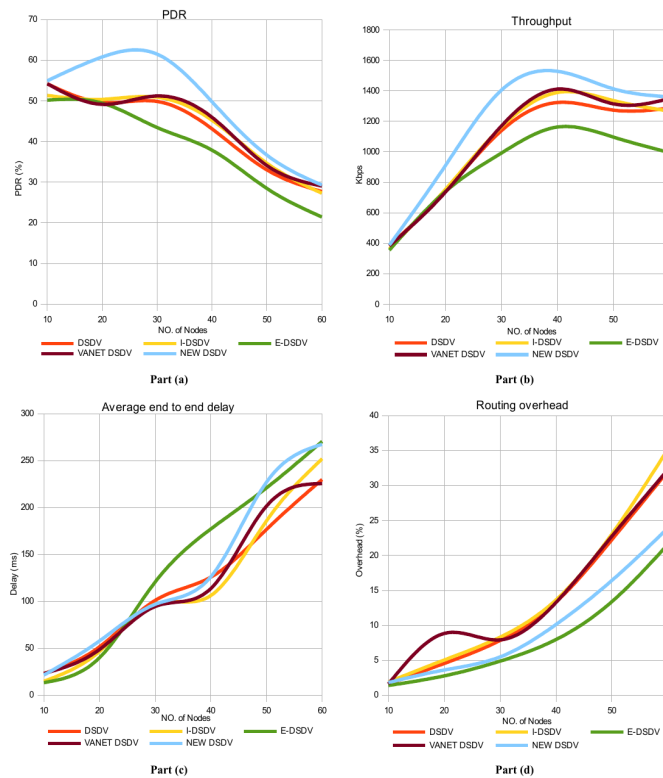 PDR
70
60
50
40
30
20
10
0
PDR (%)
10 20 30 40 50 60
NO. of Nodes
DSDV I-DSDV E-DSDV
VANET DSDV NEW DSDV
Part (a)
Throughput
1800
1600
1400
1200
1000
800
600
400
200
0
Kbps
10 20 30 40 50
NO. of Nodes
DSDV I-DSDV E-DSDV
VANET DSDV NEW DSDV
Part (b)
Average end to end delay
300
250
200
150
100
50
0
Delay (ms)
10 20 30 40 50 60
NO. of Nodes
DSDV I-DSDV E-DSDV
VANET DSDV NEW DSDV
Part (c)
Routing overhead
40
35
30
25
20
15
10
5
0
Overhead (%)
10 20 30 40 50
NO. of Nodes
DSDV I-DSDV E-DSDV
VANET DSDV NEW DSDV
Part (d)